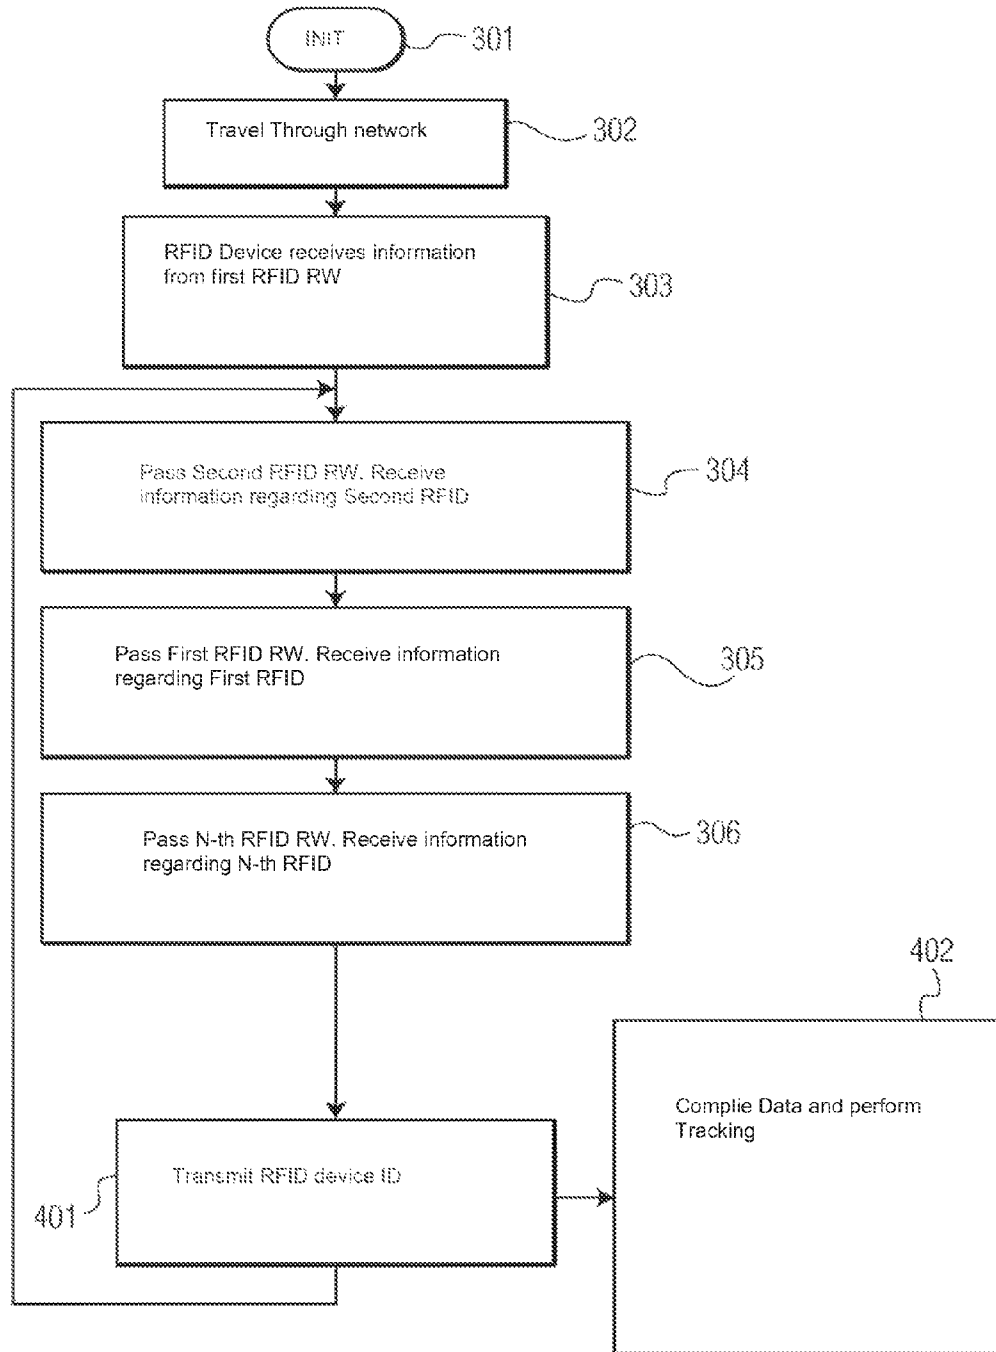 INIT
301
Travel Through network
302
RFID Device receives information
from first RFID RW
303
Pass Second RFID RW. Receive
information regarding Second RFID
304
Pass First RFID RW. Receive information
regarding First RFID
305
Pass N-th RFID RW. Receive information
regarding N-th RFID
306
402
Complie Data and perform
Tracking
Transmit RFID device ID
401